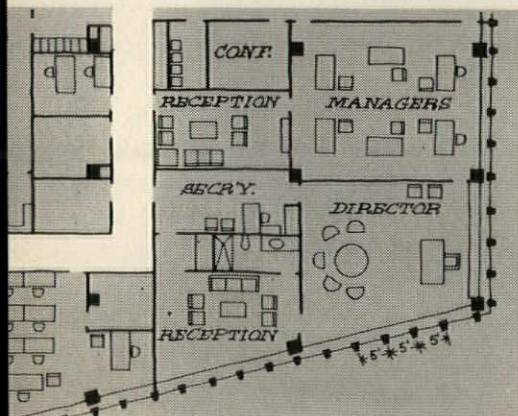 CONF.
RECEPTION
MANAGERS
SECR'Y.
DIRECTOR
RECEPTION
5' 5' 5'